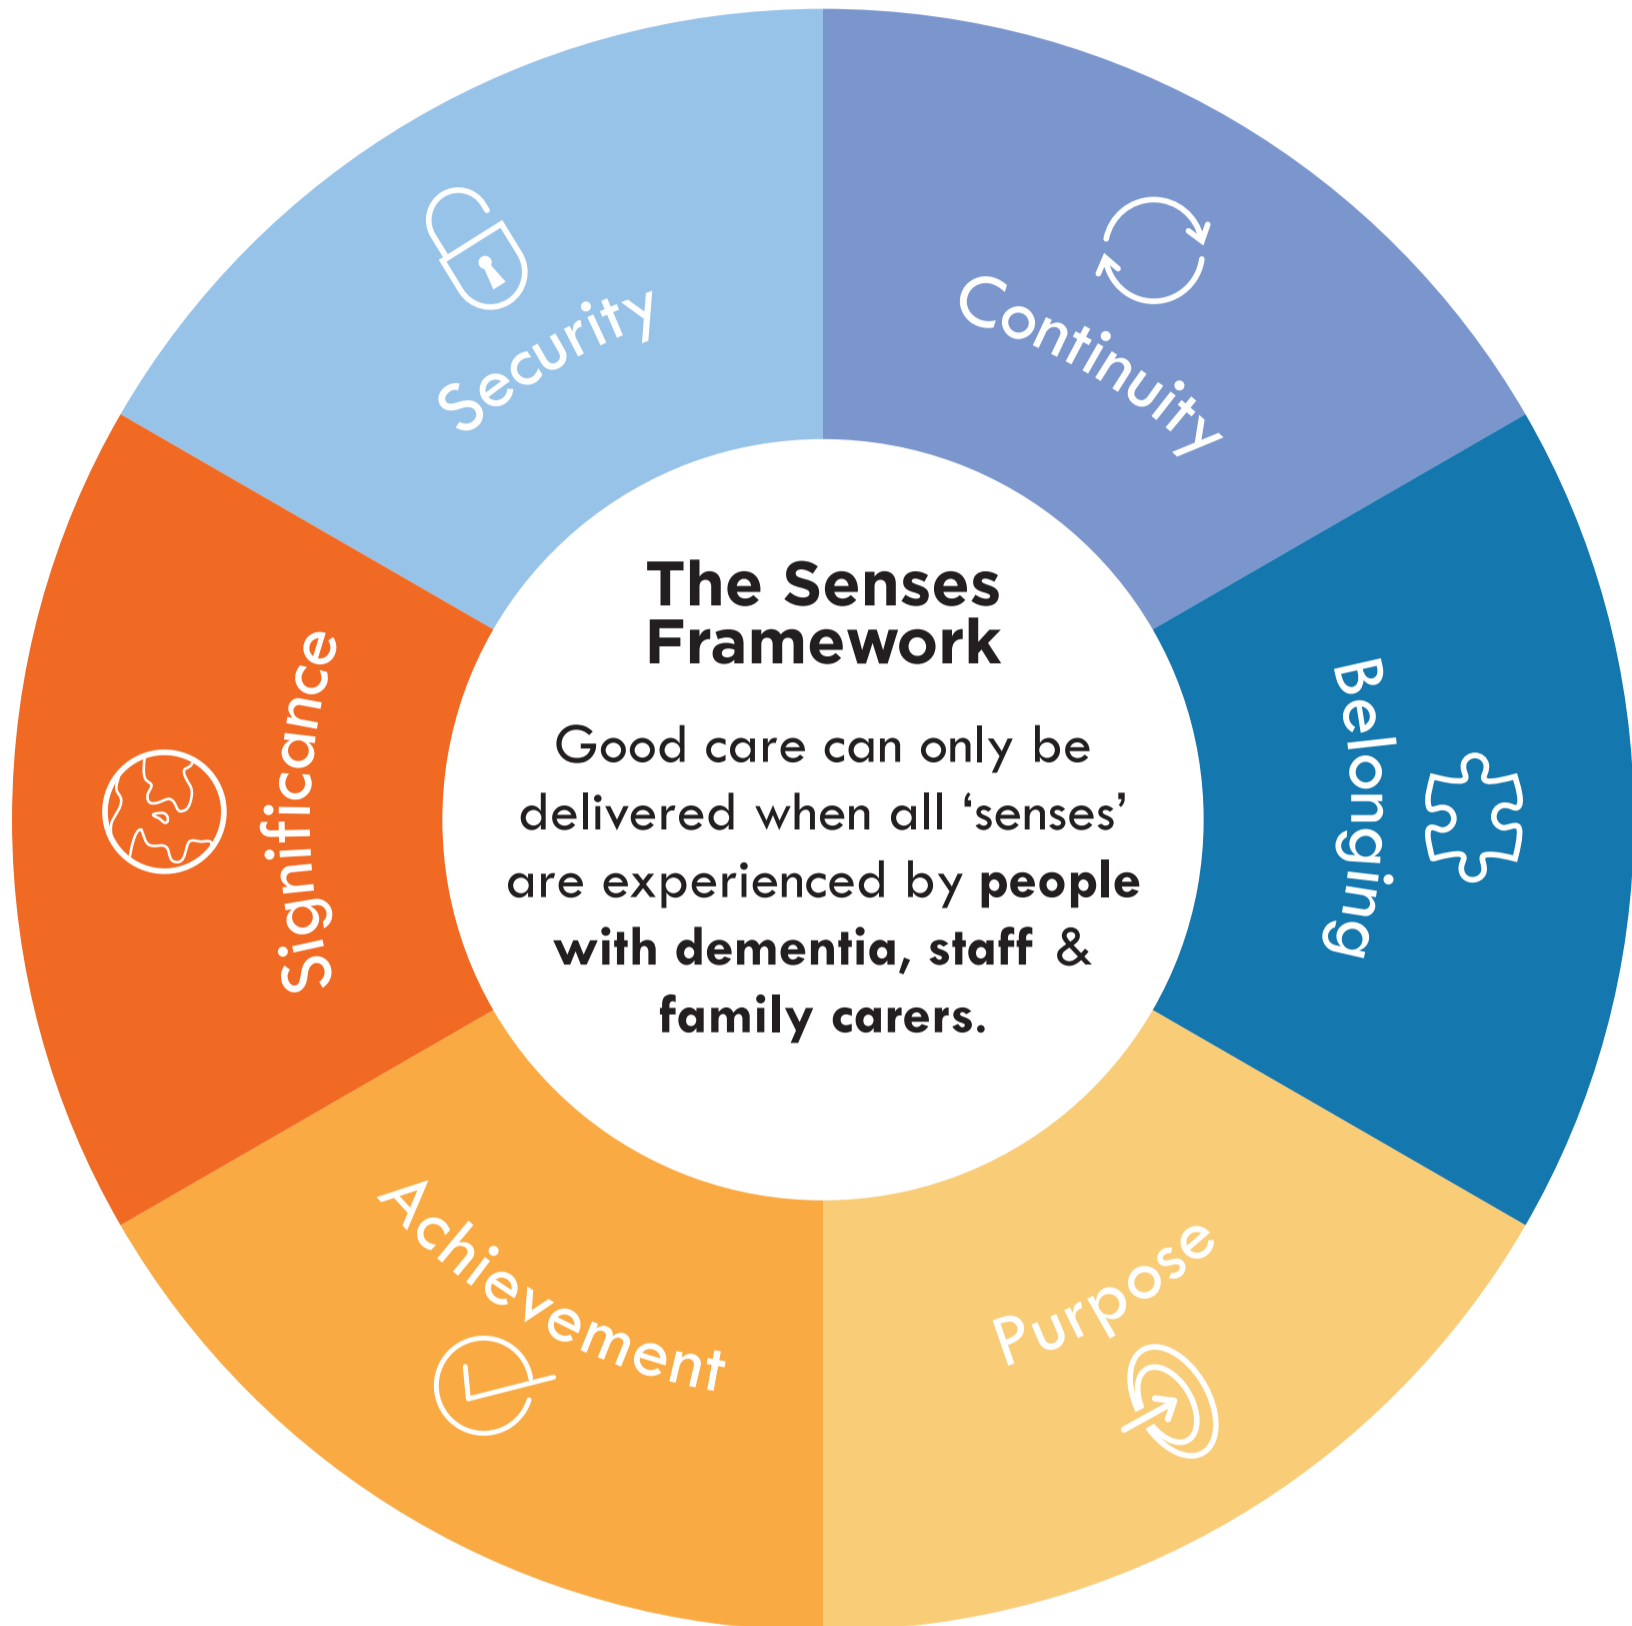 Security
Continuity
Belonging
Purpose
Achievement
Significance
The Senses
Framework
Good care can only be
delivered when all ‘senses’
are experienced by people
with dementia, staff &
family carers.